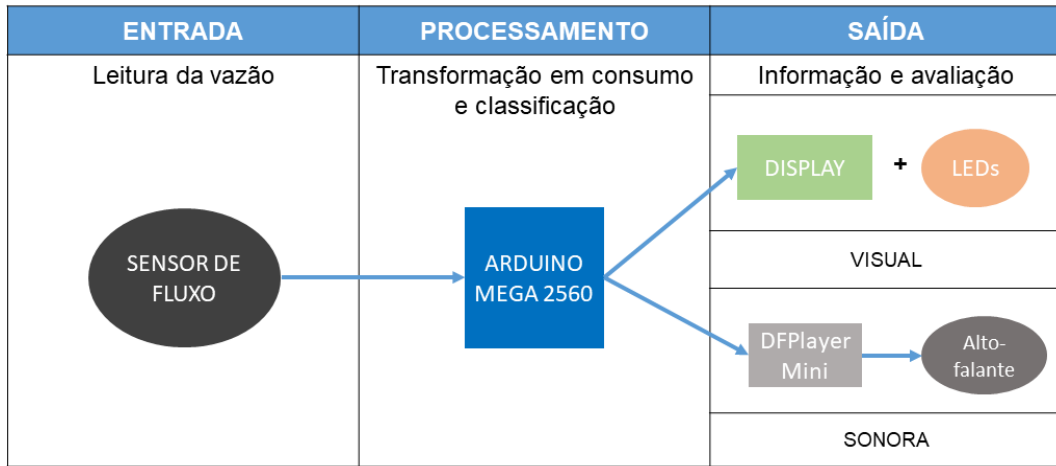 ENTRADA
PROCESSAMENTO
SAÍDA
Leitura da vazão
Transformação em consumo
e classificação
Informação e avaliação
SENSOR DE
FLUXO
ARDUINO
MEGA 2560
DISPLAY
+
LEDs
VISUAL
DFPlayer
Mini
Alto-
falante
SONORA